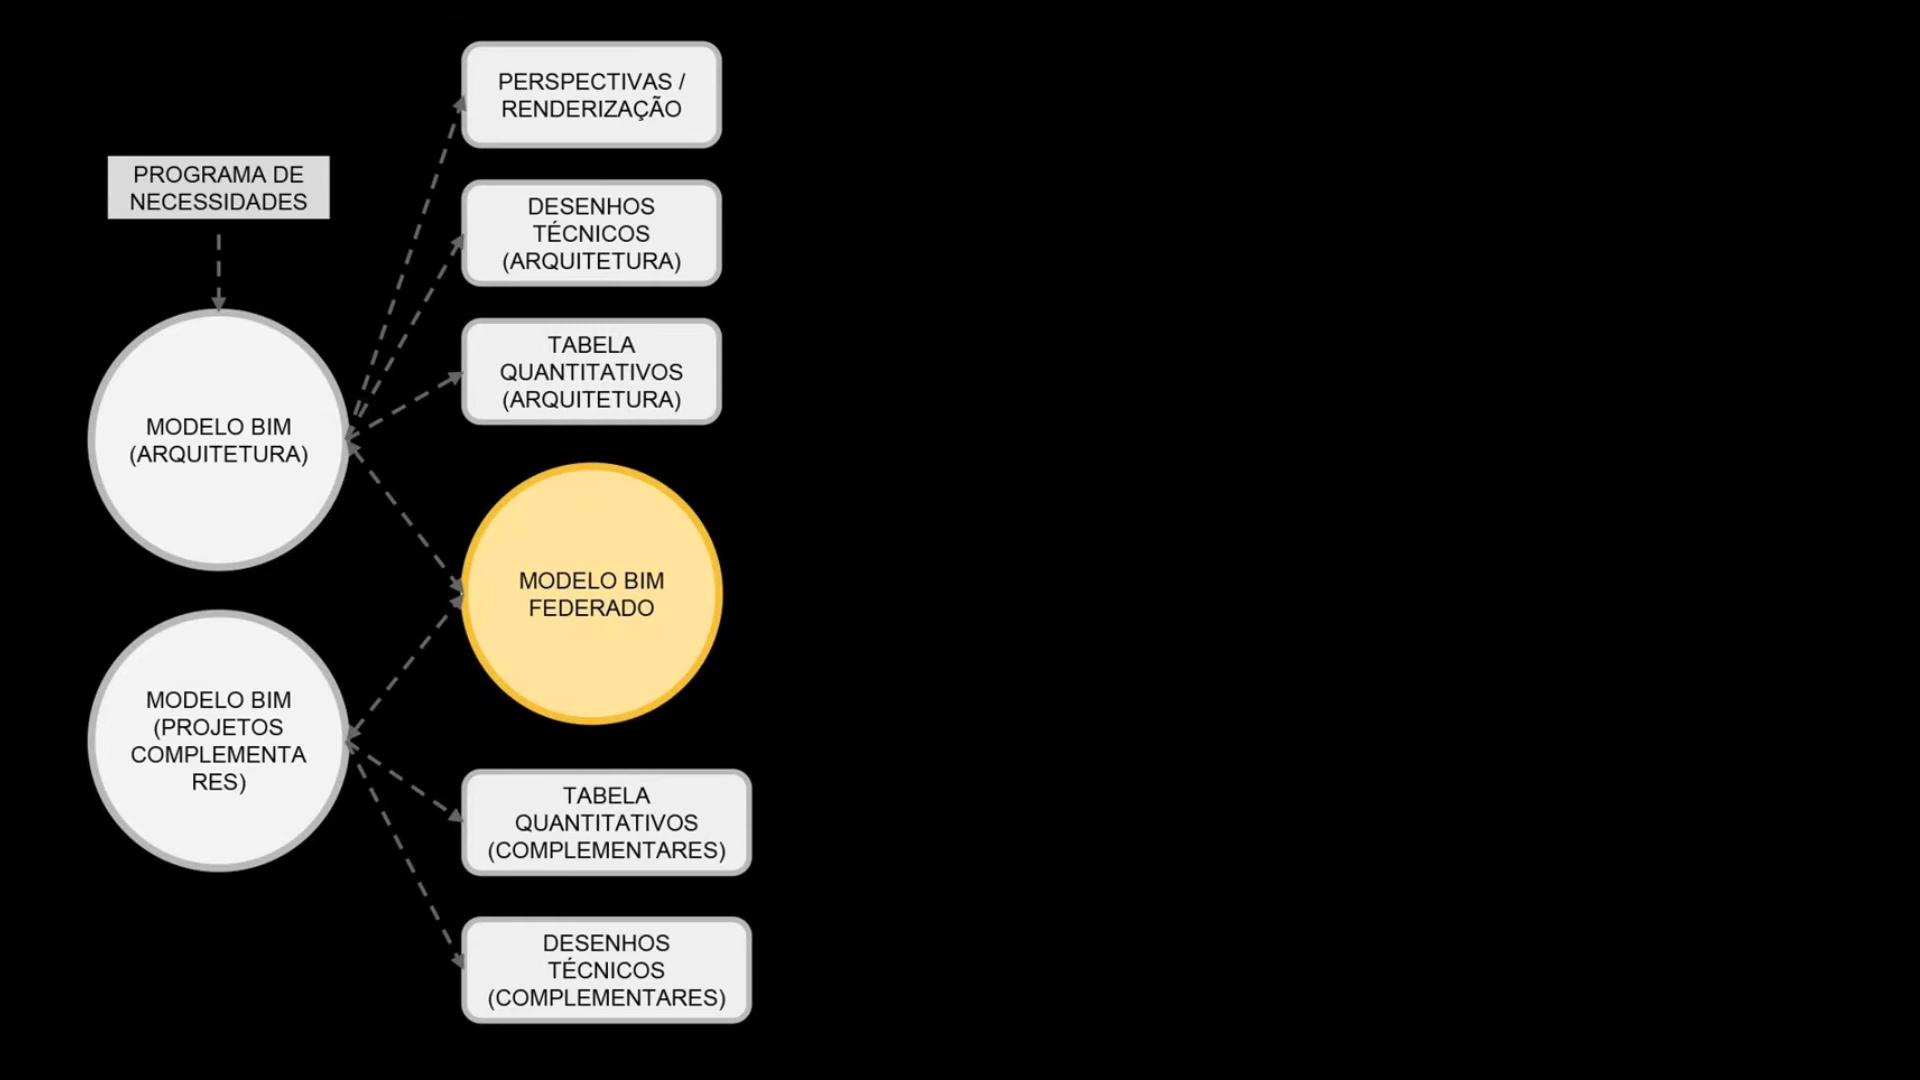 PERSPECTIVAS /
RENDERIZAÇÃO
PROGRAMA DE
NECESSIDADES
DESENHOS
TÉCNICOS
(ARQUITETURA)
TABELA
QUANTITATIVOS
(ARQUITETURA)
MODELO BIM
(ARQUITETURA)
MODELO BIM
FEDERADO
MODELO BIM
(PROJETOS
COMPLEMENTA
RES)
TABELA
QUANTITATIVOS
(COMPLEMENTARES)
DESENHOS
TÉCNICOS
(COMPLEMENTARES)